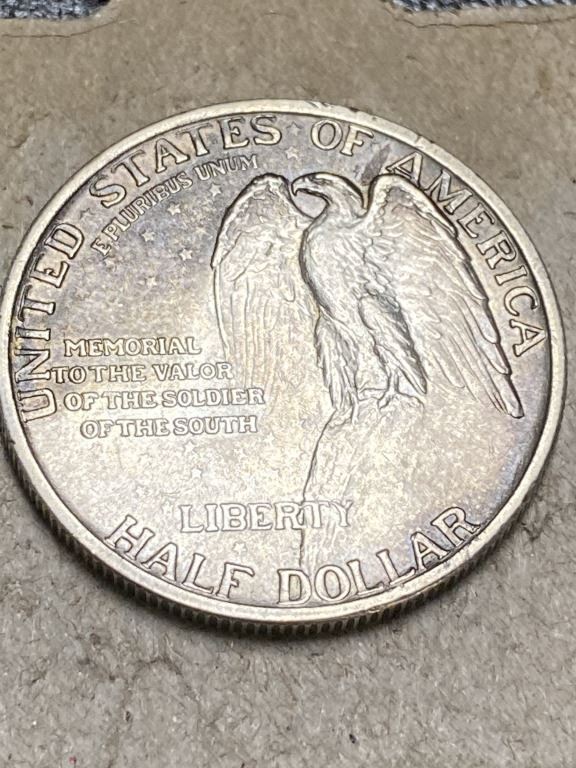 UNITED STATES OF AMERICA
E PLURIBUS UNUM
MEMORIAL
TO THE VALOR
OF THE SOLDIER
OF THE SOUTH
LIBERTY
HALF DOLLAR